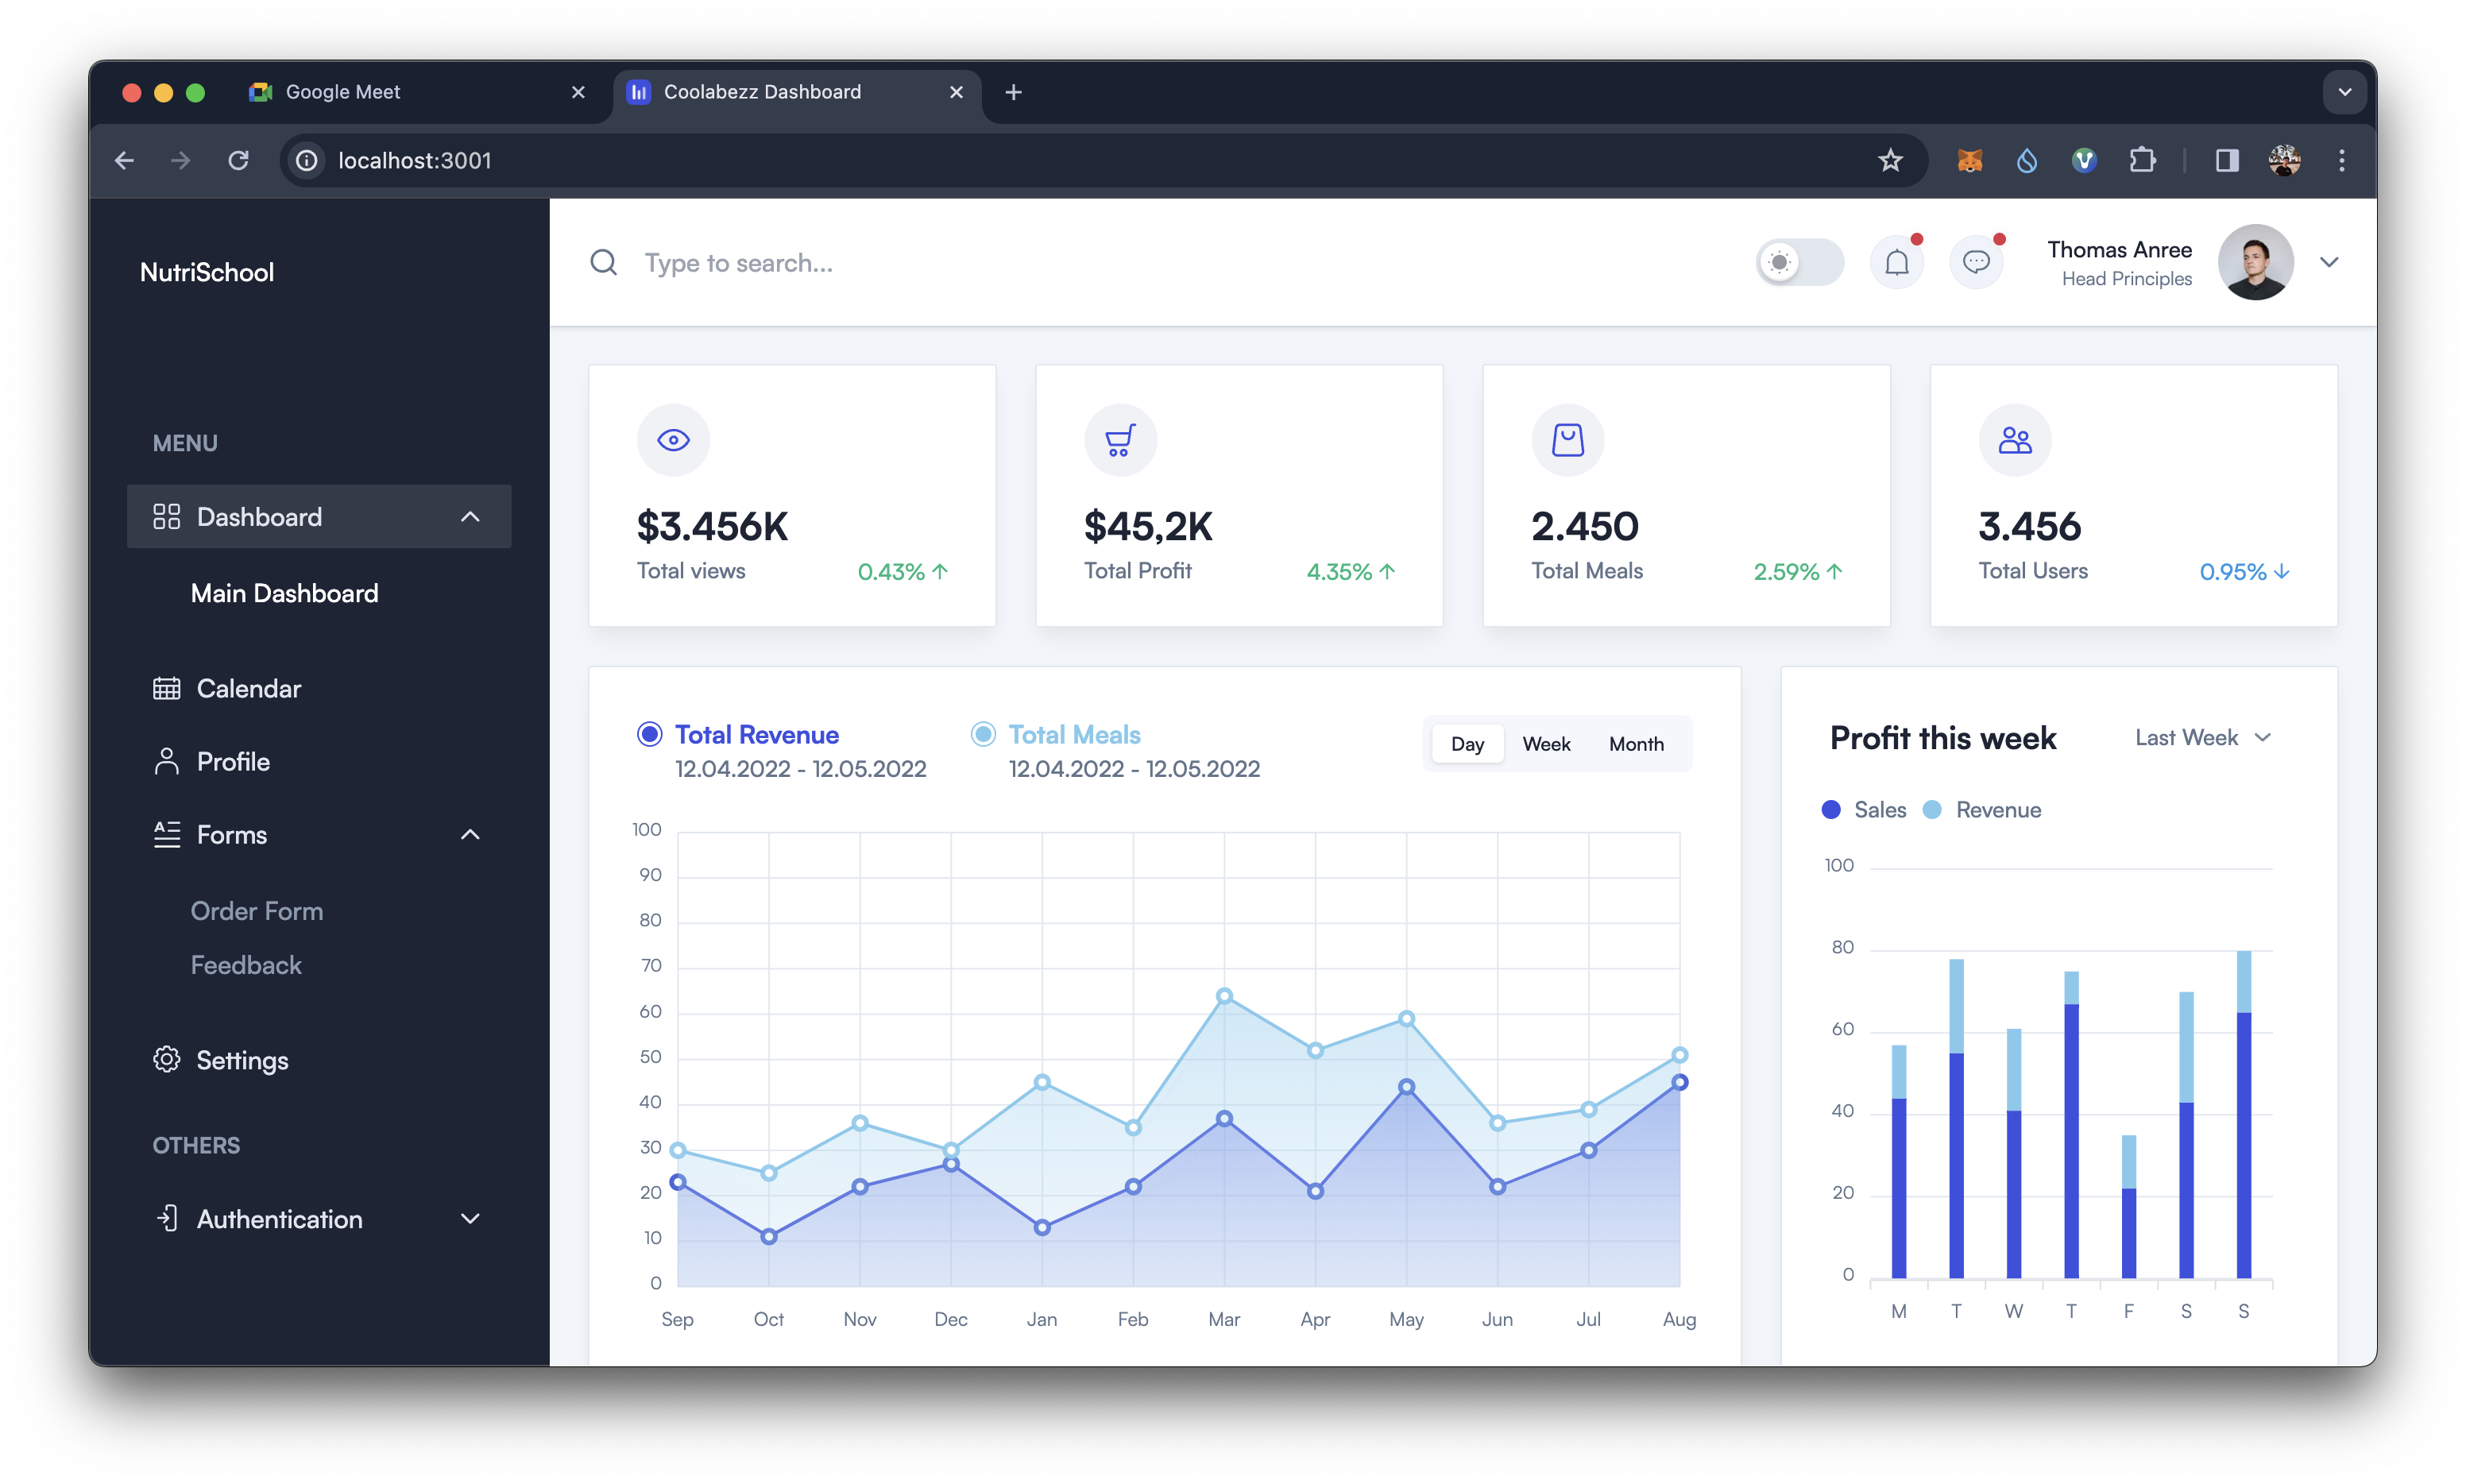 Google Meet
Coolabezz Dashboard
localhost:3001
NutriSchool
MENU
Dashboard
Main Dashboard
Calendar
Profile
Forms
Order Form
Feedback
Settings
OTHERS
Authentication
Type to search...
Thomas Anree
Head Principles
$3.456K
Total views
0.43%
$45,2K
Total Profit
4.35%
2.450
Total Meals
2.59%
3.456
Total Users
0.95%
Total Revenue
12.04.2022 - 12.05.2022
Total Meals
12.04.2022 - 12.05.2022
Day Week Month
100
90
80
70
60
50
40
30
20
10
0
Sep Oct Nov Dec Jan Feb Mar Apr May Jun Jul Aug
Profit this week
Last Week
Sales Revenue
100
80
60
40
20
0
M T W T F S S